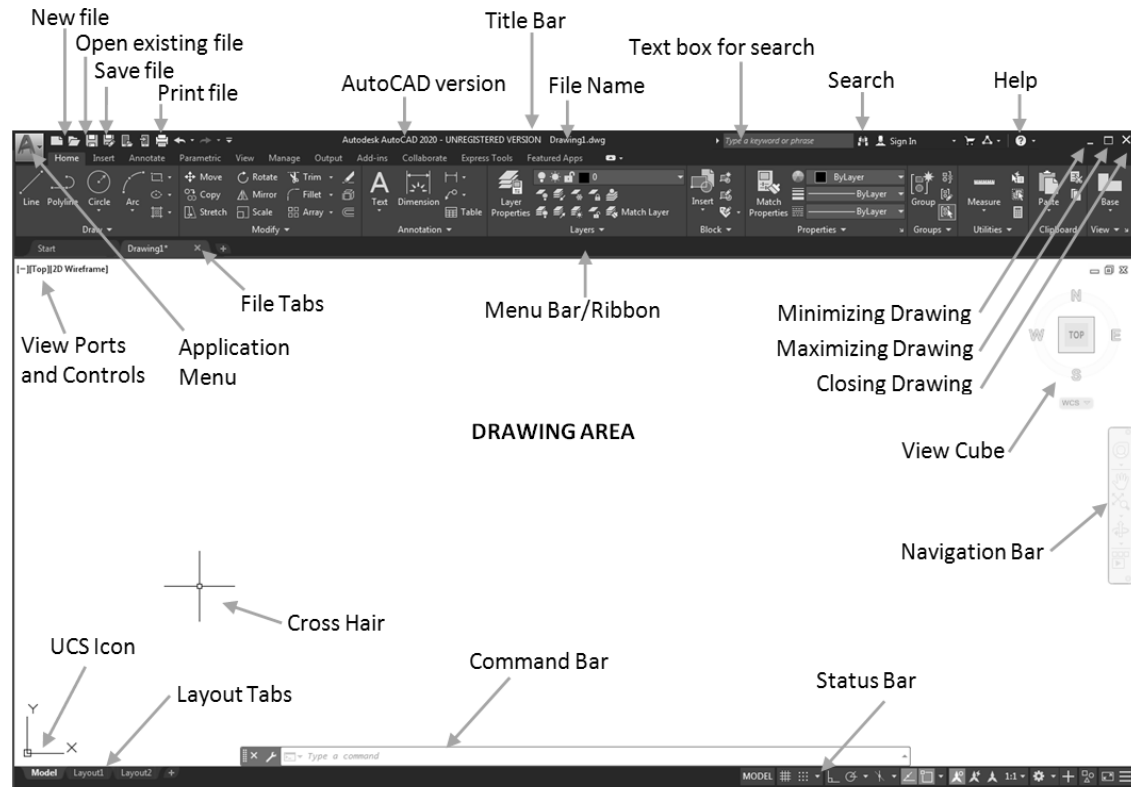 New file
Open existing file
Save file
Print file
Title Bar
AutoCAD version
File Name
Text box for search
Search
Help
A
Autodesk AutoCAD 2020 - UNREGISTERED VERSION Drawing1.dwg
Type a keyword or phrase
Sign In
Home Insert Annotate Parametric View Manage Output Add-ins Collaborate Express Tools Featured Apps
Line Polyline Circle Arc
Move Rotate Trim
Copy Mirror Fillet
Stretch Scale Array
A
Text Dimension
Table
Layer
Properties
0
Match Layer
Insert
Match
Properties
ByLayer
ByLayer
ByLayer
Group
Measure
Paste
Base
Draw Modify Annotation Layers Block Properties Groups Utilities Clipboard View
Start Drawing1*
[−][Top][2D Wireframe]
File Tabs
Menu Bar/Ribbon
View Ports
and Controls
Application
Menu
Minimizing Drawing
Maximizing Drawing
Closing Drawing
N
W TOP E
S
WCS
DRAWING AREA
View Cube
Navigation Bar
Cross Hair
UCS Icon
Command Bar
Status Bar
Layout Tabs
Y
X
Type a command
Model Layout1 Layout2 +
MODEL 1:1